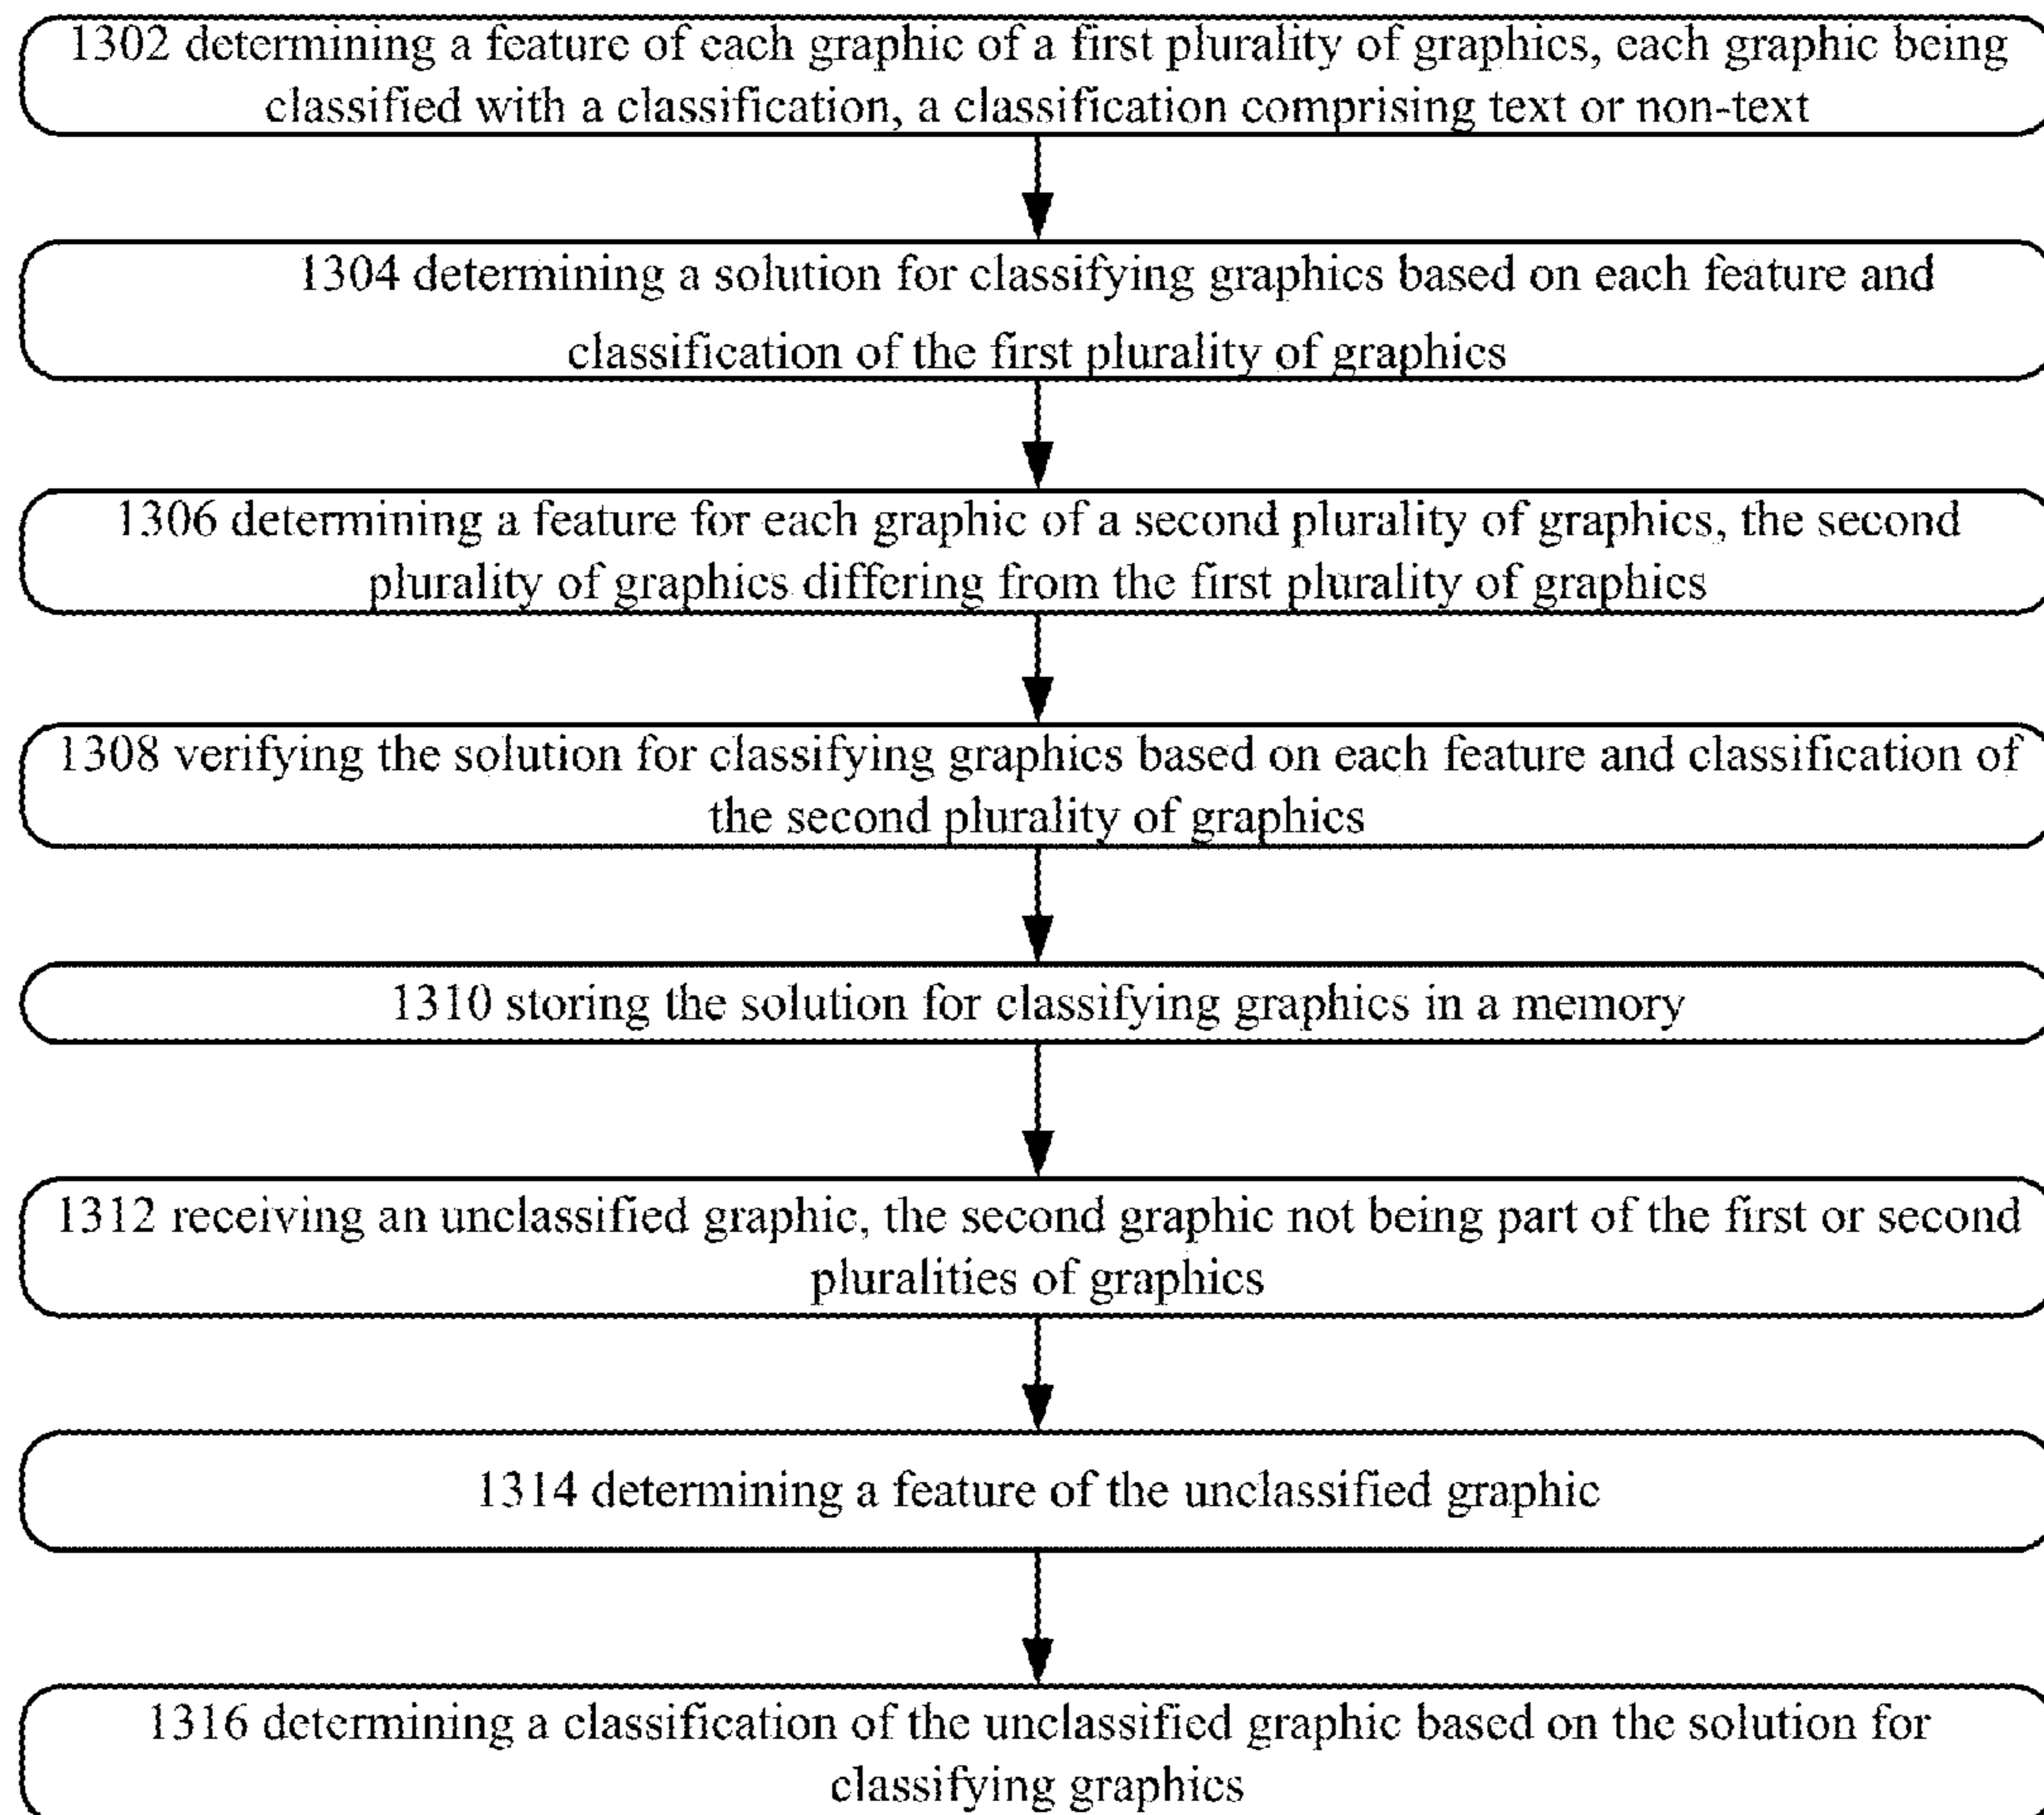 1302 determining a feature of each graphic of a first plurality of graphics, each graphic being
classified with a classification, a classification comprising text or non-text
1304 determining a solution for classifying graphics based on each feature and
classification of the first plurality of graphics
1306 determining a feature for each graphic of a second plurality of graphics, the second
plurality of graphics differing from the first plurality of graphics
1308 verifying the solution for classifying graphics based on each feature and classification of
the second plurality of graphics
1310 storing the solution for classifying graphics in a memory
1312 receiving an unclassified graphic, the second graphic not being part of the first or second
pluralities of graphics
1314 determining a feature of the unclassified graphic
1316 determining a classification of the unclassified graphic based on the solution for
classifying graphics